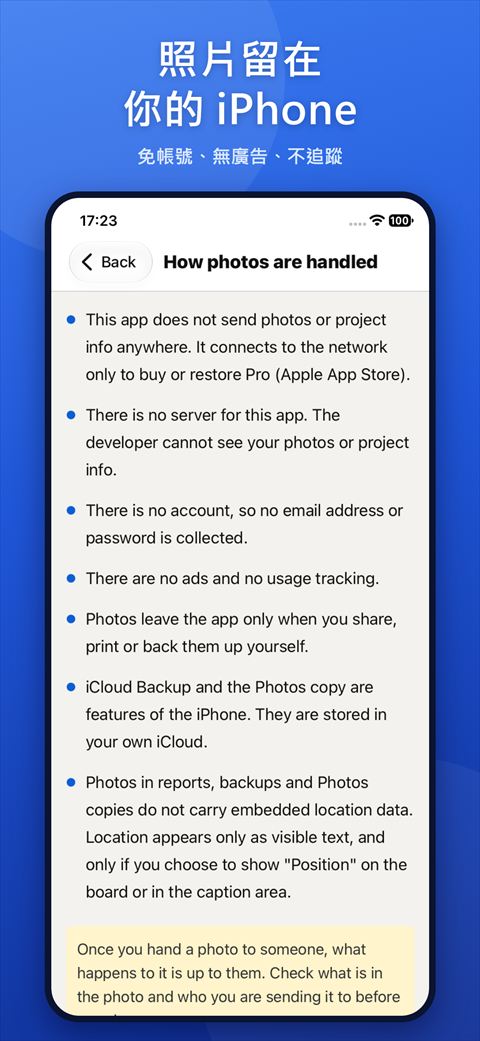 照片留在
你的 iPhone
免帳號、無廣告、不追蹤
17:23
100
Back
How photos are handled
This app does not send photos or project
info anywhere. It connects to the network
only to buy or restore Pro (Apple App Store).
There is no server for this app. The
developer cannot see your photos or project
info.
There is no account, so no email address or
password is collected.
There are no ads and no usage tracking.
Photos leave the app only when you share,
print or back them up yourself.
iCloud Backup and the Photos copy are
features of the iPhone. They are stored in
your own iCloud.
Photos in reports, backups and Photos
copies do not carry embedded location data.
Location appears only as visible text, and
only if you choose to show "Position" on the
board or in the caption area.
Once you hand a photo to someone, what
happens to it is up to them. Check what is in
the photo and who you are sending it to before